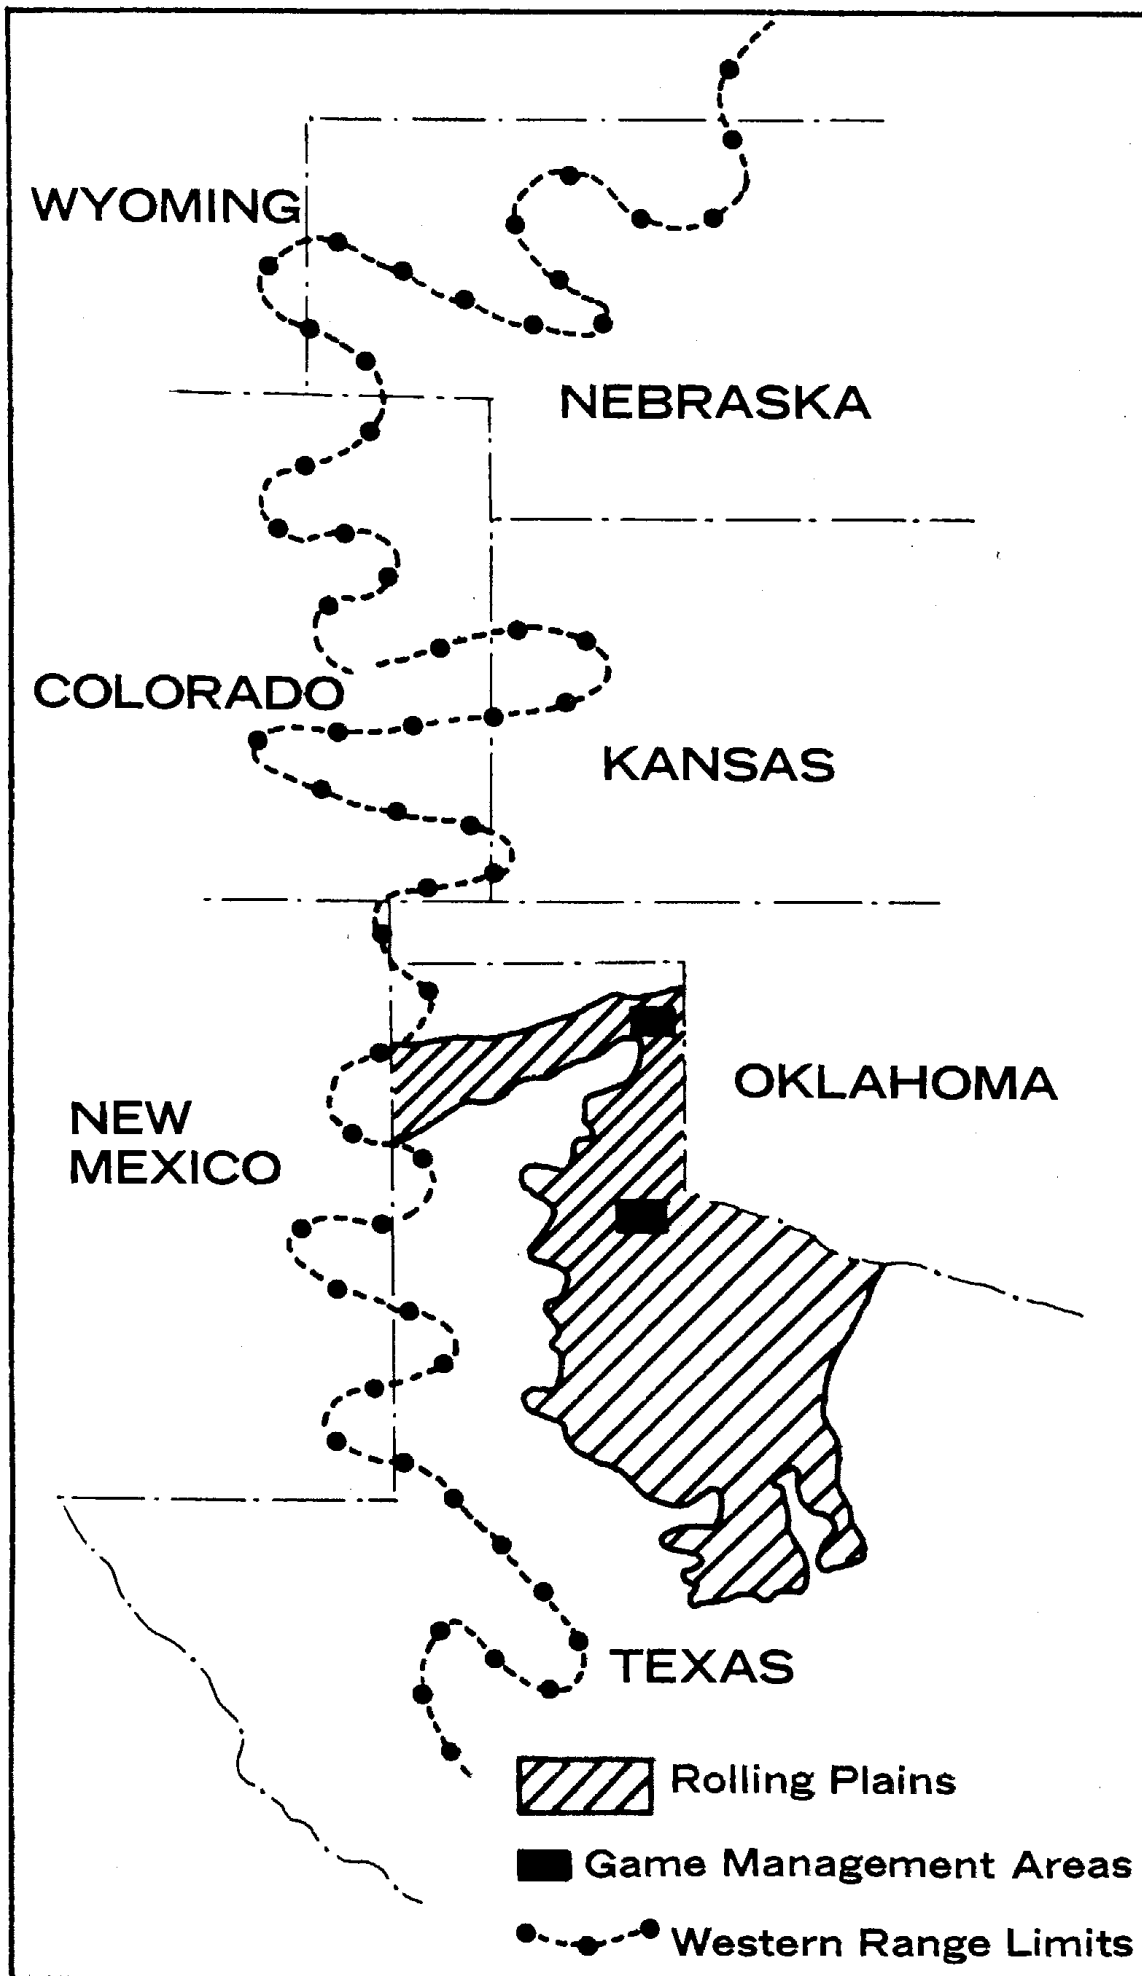 WYOMING
NEBRASKA
COLORADO
KANSAS
OKLAHOMA
NEW
MEXICO
TEXAS
Rolling Plains
Game Management Areas
Western Range Limits